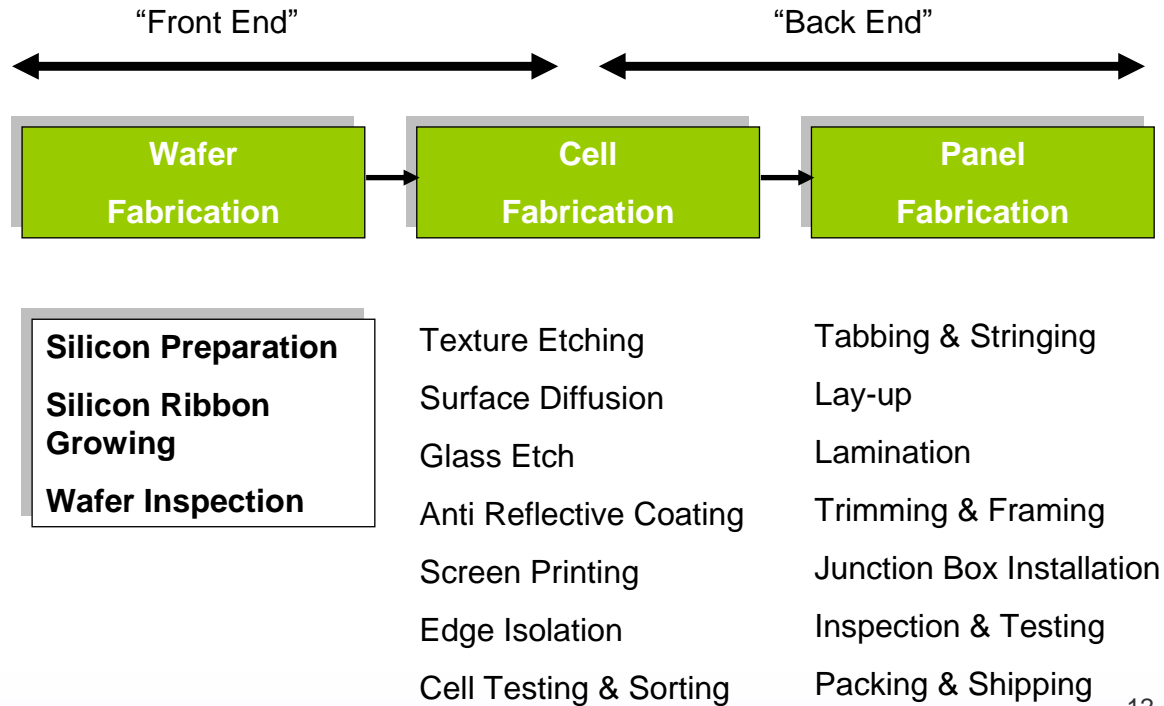 “Front End”
“Back End”
Wafer
Fabrication
Cell
Fabrication
Panel
Fabrication
Silicon Preparation
Silicon Ribbon
Growing
Wafer Inspection
Texture Etching
Surface Diffusion
Glass Etch
Anti Reflective Coating
Screen Printing
Edge Isolation
Cell Testing & Sorting
Tabbing & Stringing
Lay-up
Lamination
Trimming & Framing
Junction Box Installation
Inspection & Testing
Packing & Shipping